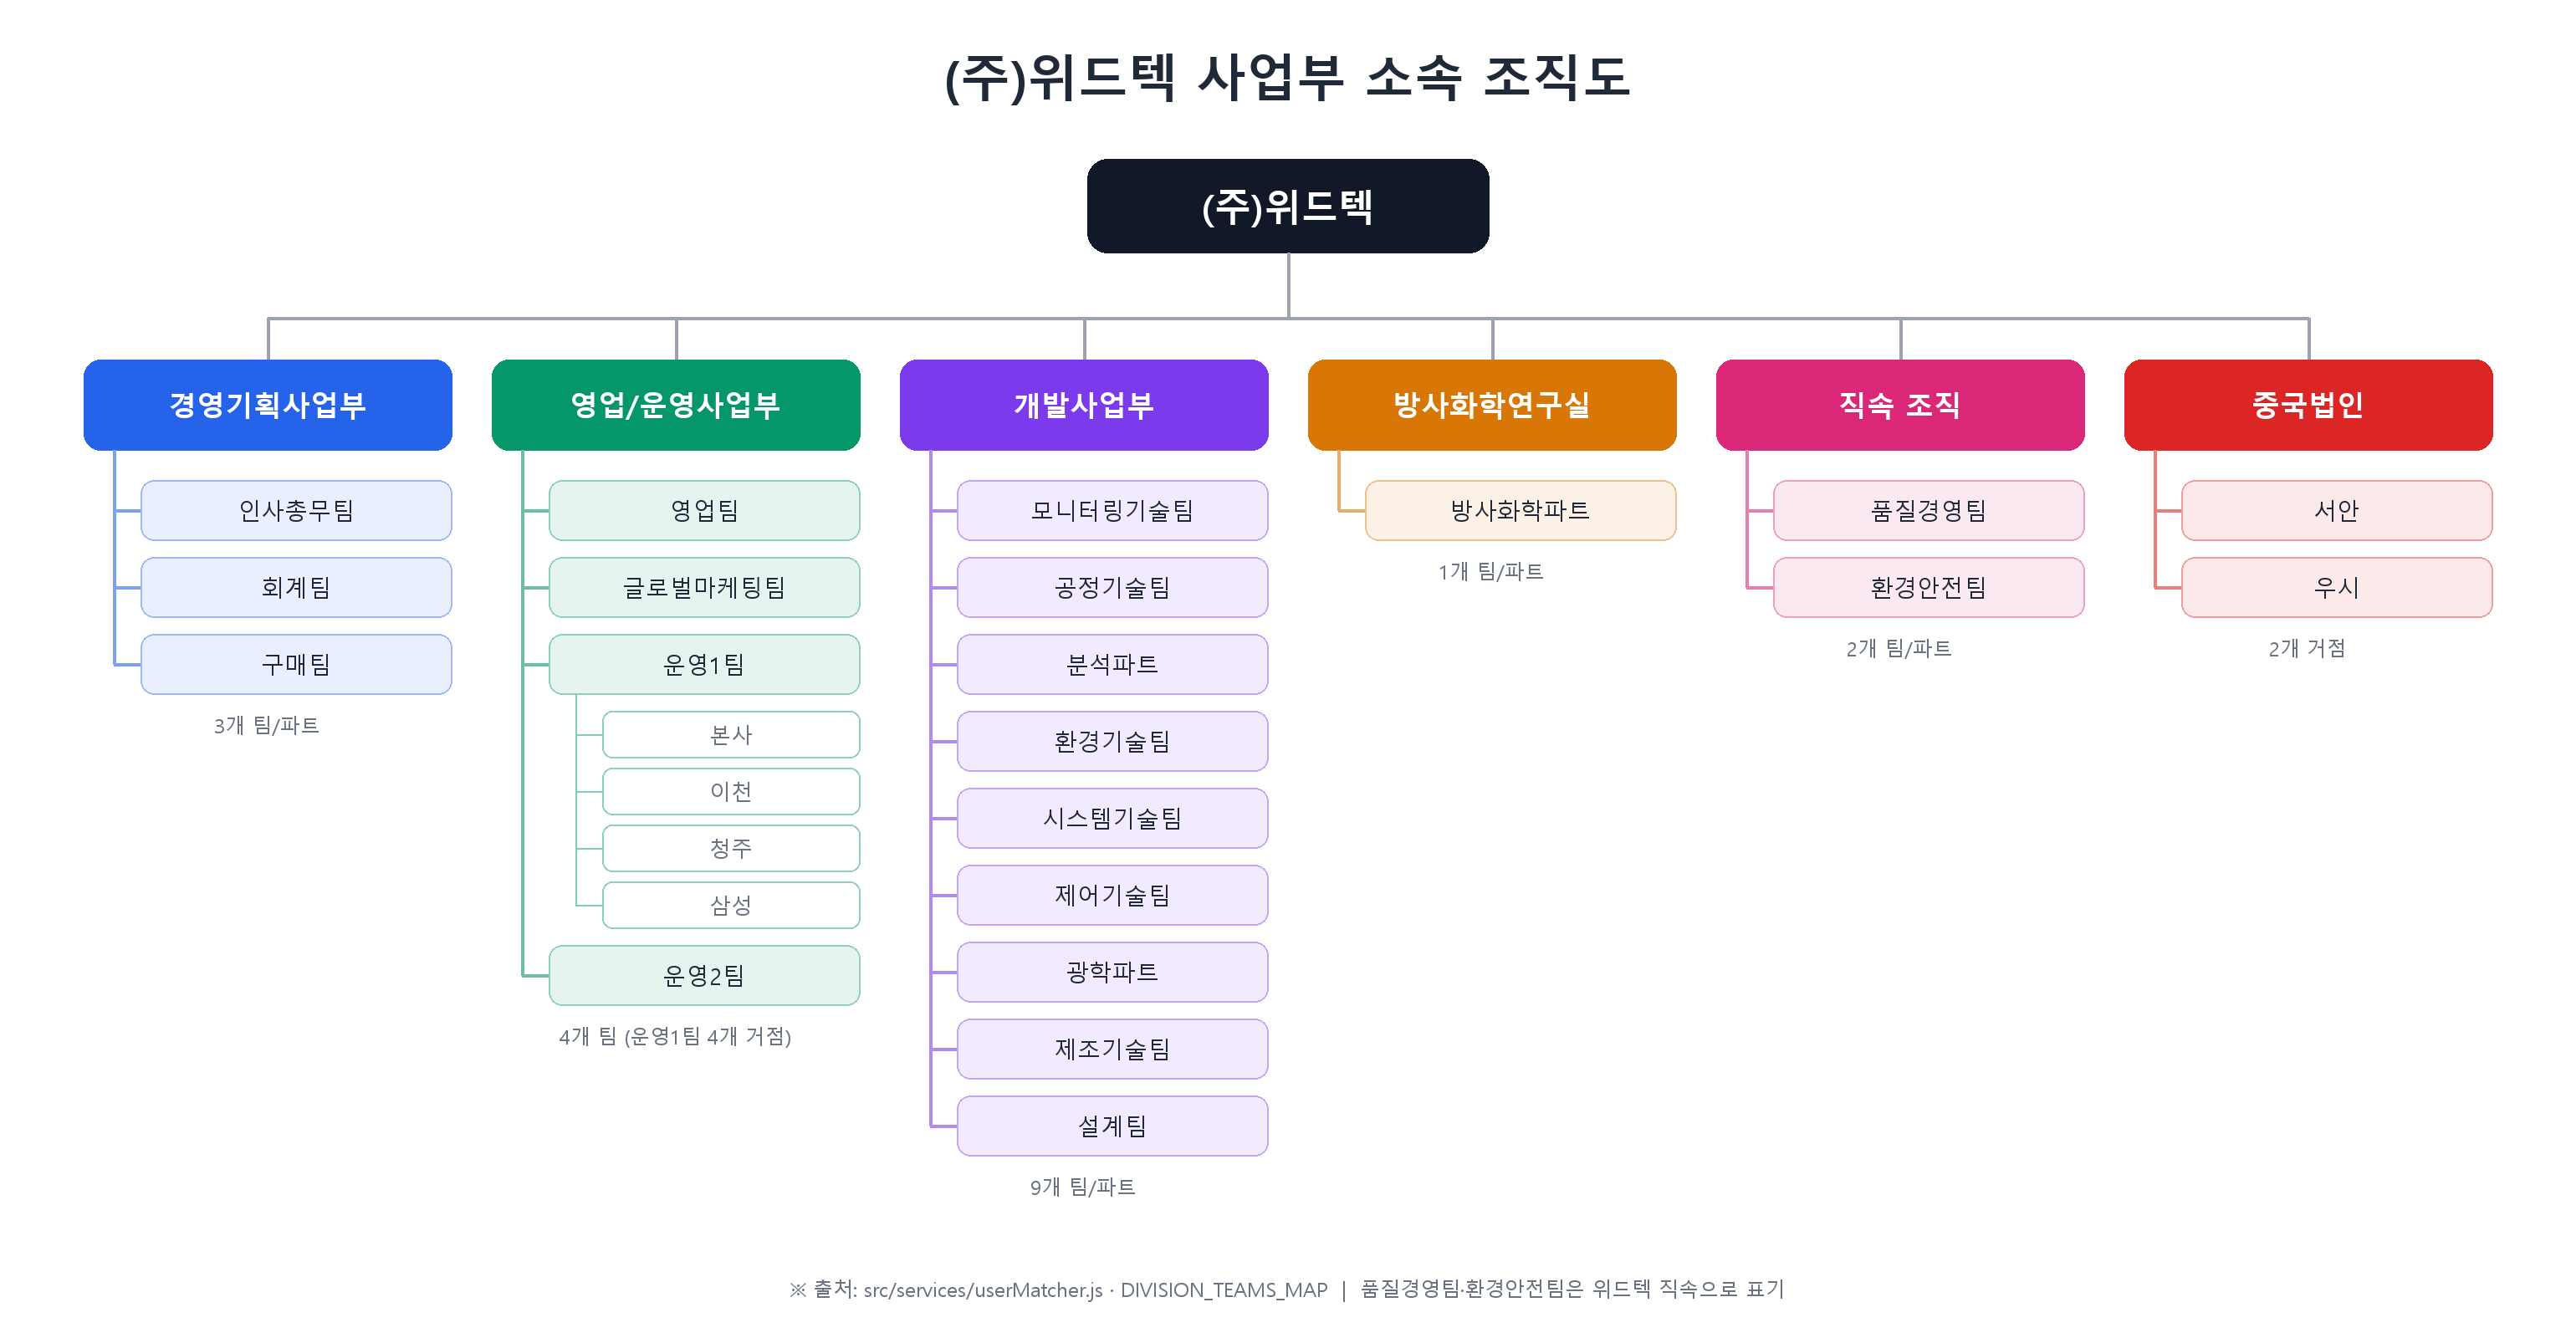 (주)위드텍 사업부 소속 조직도
(주)위드텍
경영기획사업부
인사총무팀
회계팀
구매팀
3개 팀/파트
영업/운영사업부
영업팀
글로벌마케팅팀
운영1팀
본사
이천
청주
삼성
운영2팀
4개 팀 (운영1팀 4개 거점)
개발사업부
모니터링기술팀
공정기술팀
분석파트
환경기술팀
시스템기술팀
제어기술팀
광학파트
제조기술팀
설계팀
9개 팀/파트
방사화학연구실
방사화학파트
1개 팀/파트
직속 조직
품질경영팀
환경안전팀
2개 팀/파트
중국법인
서안
우시
2개 거점
※ 출처: src/services/userMatcher.js · DIVISION_TEAMS_MAP | 품질경영팀·환경안전팀은 위드텍 직속으로 표기